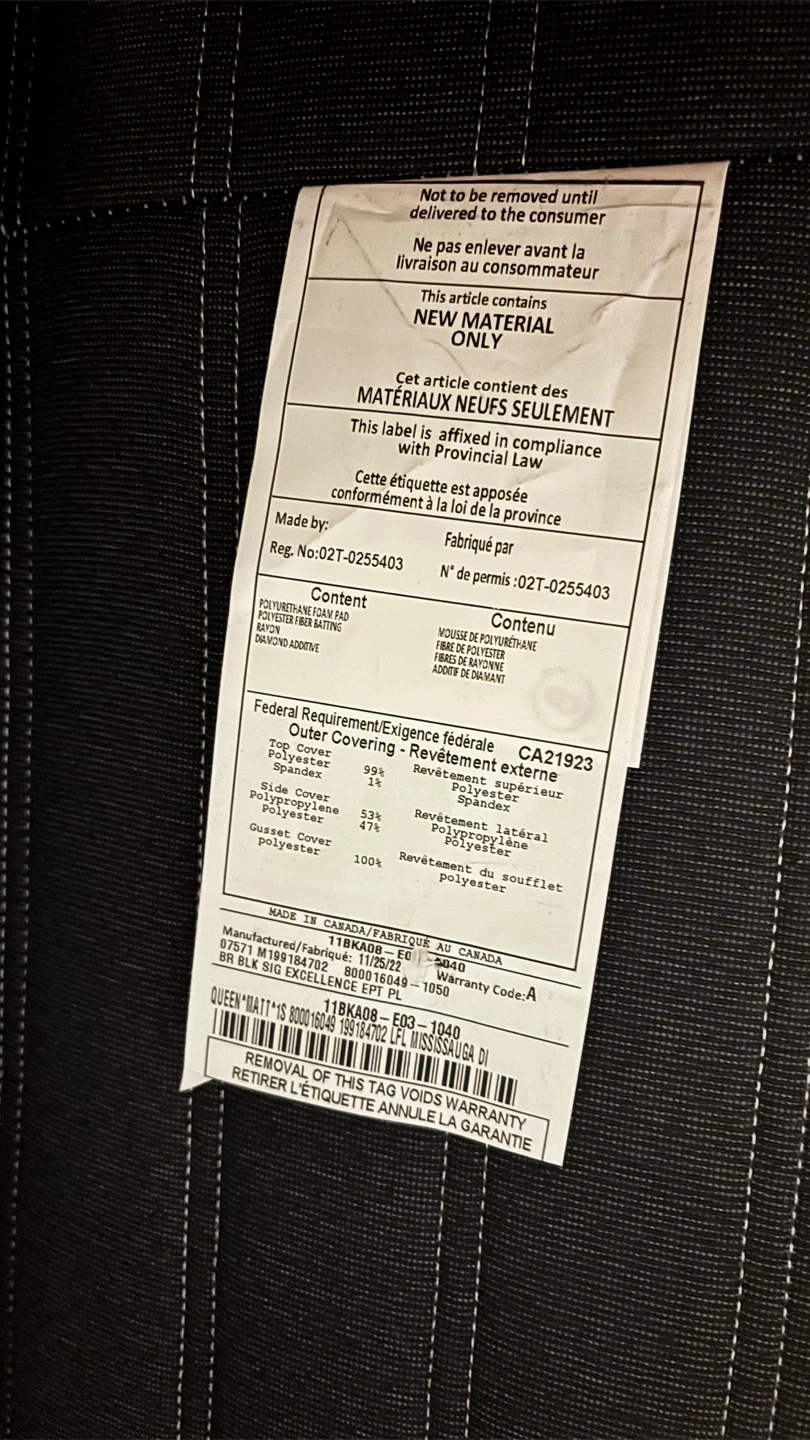 Not to be removed until
delivered to the consumer
Ne pas enlever avant la
livraison au consommateur
This article contains
NEW MATERIAL
ONLY
Cet article contient des
MATÉRIAUX NEUFS SEULEMENT
This label is affixed in compliance
with Provincial Law
Cette étiquette est apposée
conformément à la loi de la province
Made by:
Fabriqué par
Reg. No:02T-0255403
N° de permis :02T-0255403
Content
POLYURETHANE FOAM PAD
POLYESTER FIBER BATTING
RAYON
DIAMOND ADDITIVE
Contenu
MOUSSE DE POLYURÉTHANE
FIBRE DE POLYESTER
FIBRES DE RAYONNE
ADDITIF DE DIAMANT
Federal Requirement/Exigence fédérale CA21923
Outer Covering - Revêtement externe
Top Cover Revêtement supérieur
Polyester 99% Polyester
Spandex 1% Spandex
Side Cover Revêtement latéral
Polypropylene 53% Polypropylène
Polyester 47% Polyester
Gusset Cover Revêtement du soufflet
polyester 100% polyester
MADE IN CANADA/FABRIQUÉ AU CANADA
11BKA08-E0 5040
Manufactured/Fabriqué: 11/25/22 Warranty Code:A
07571 M199184702 800016049-1050
BR BLK SIG EXCELLENCE EPT PL
11BKA08-E03-1040
QUEEN*MATT*1S 800016049 199184702 LFL MISSISSAUGA DI
REMOVAL OF THIS TAG VOIDS WARRANTY
RETIRER L'ÉTIQUETTE ANNULE LA GARANTIE